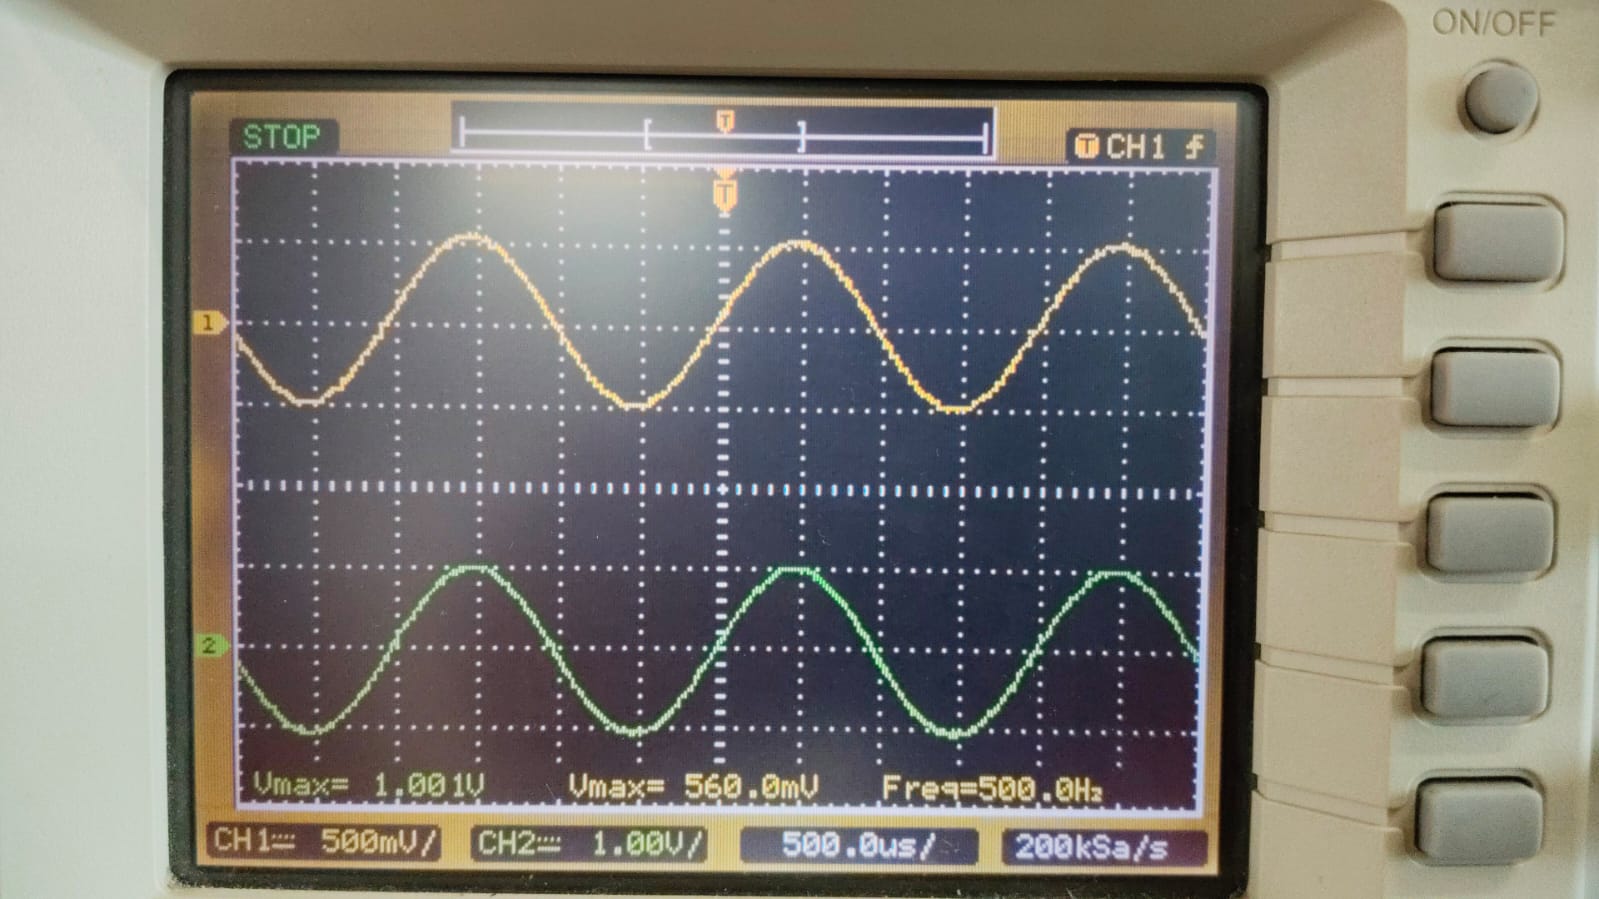 ON/OFF
T
STOP
T CH1
T
1
2
Vmax= 1.001V Vmax= 560.0mV Freq=500.0Hz
CH1 500mV/ CH2 1.00V/ 500.0us/ 200kSa/s